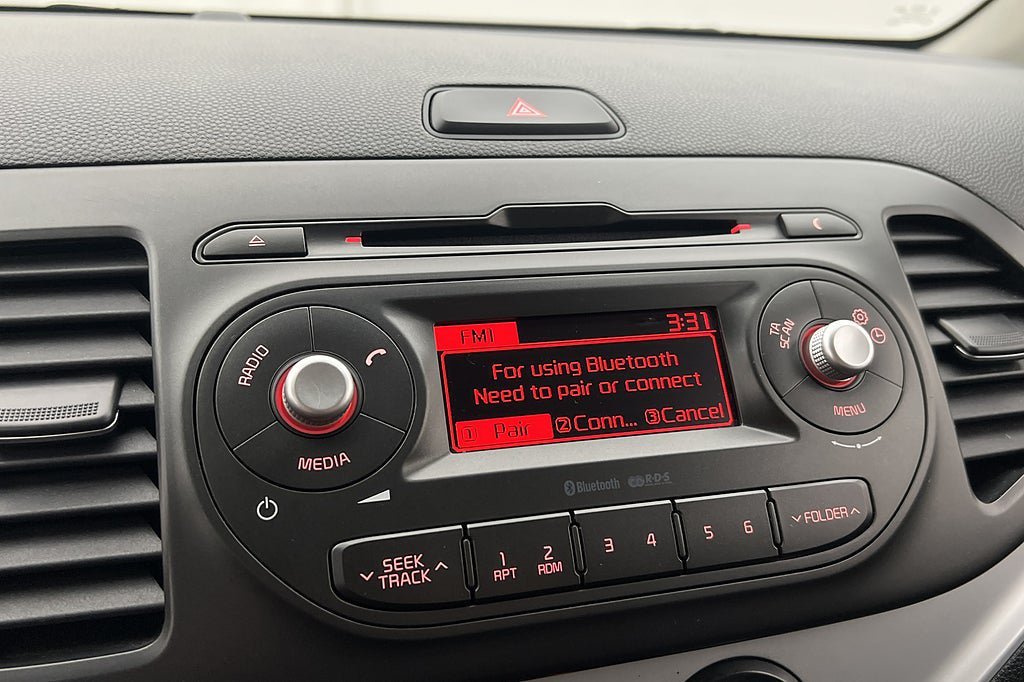 FM1 3:31
For using Bluetooth
Need to pair or connect
1 Pair 2 Conn... 3 Cancel
RADIO
MEDIA
TA
SCAN
MENU
Bluetooth R·D·S
SEEK
TRACK
1 RPT
2 RDM
3 4
5 6
FOLDER